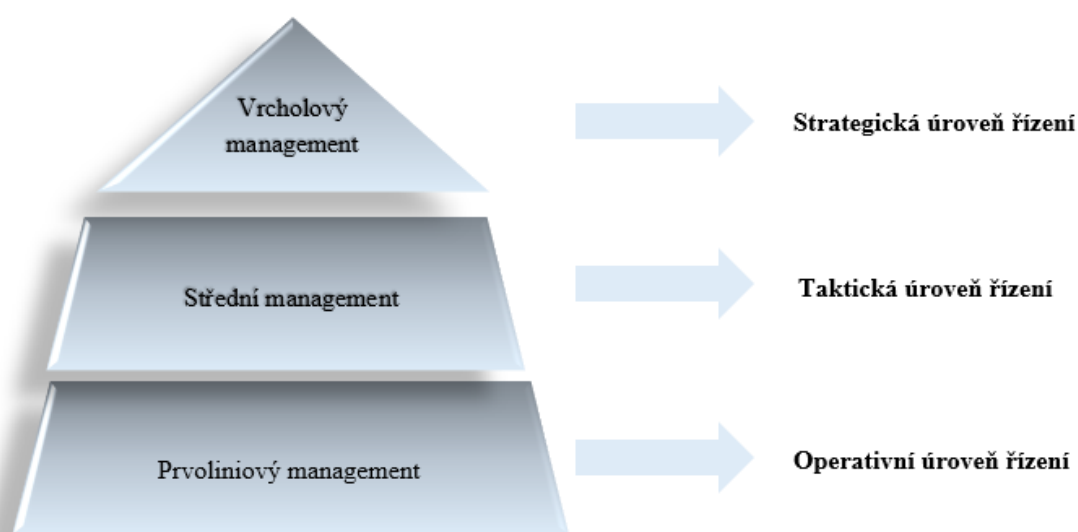 Vrcholový
management
Strategická úroveň řízení
Střední management
Taktická úroveň řízení
Prvoliniový management
Operativní úroveň řízení